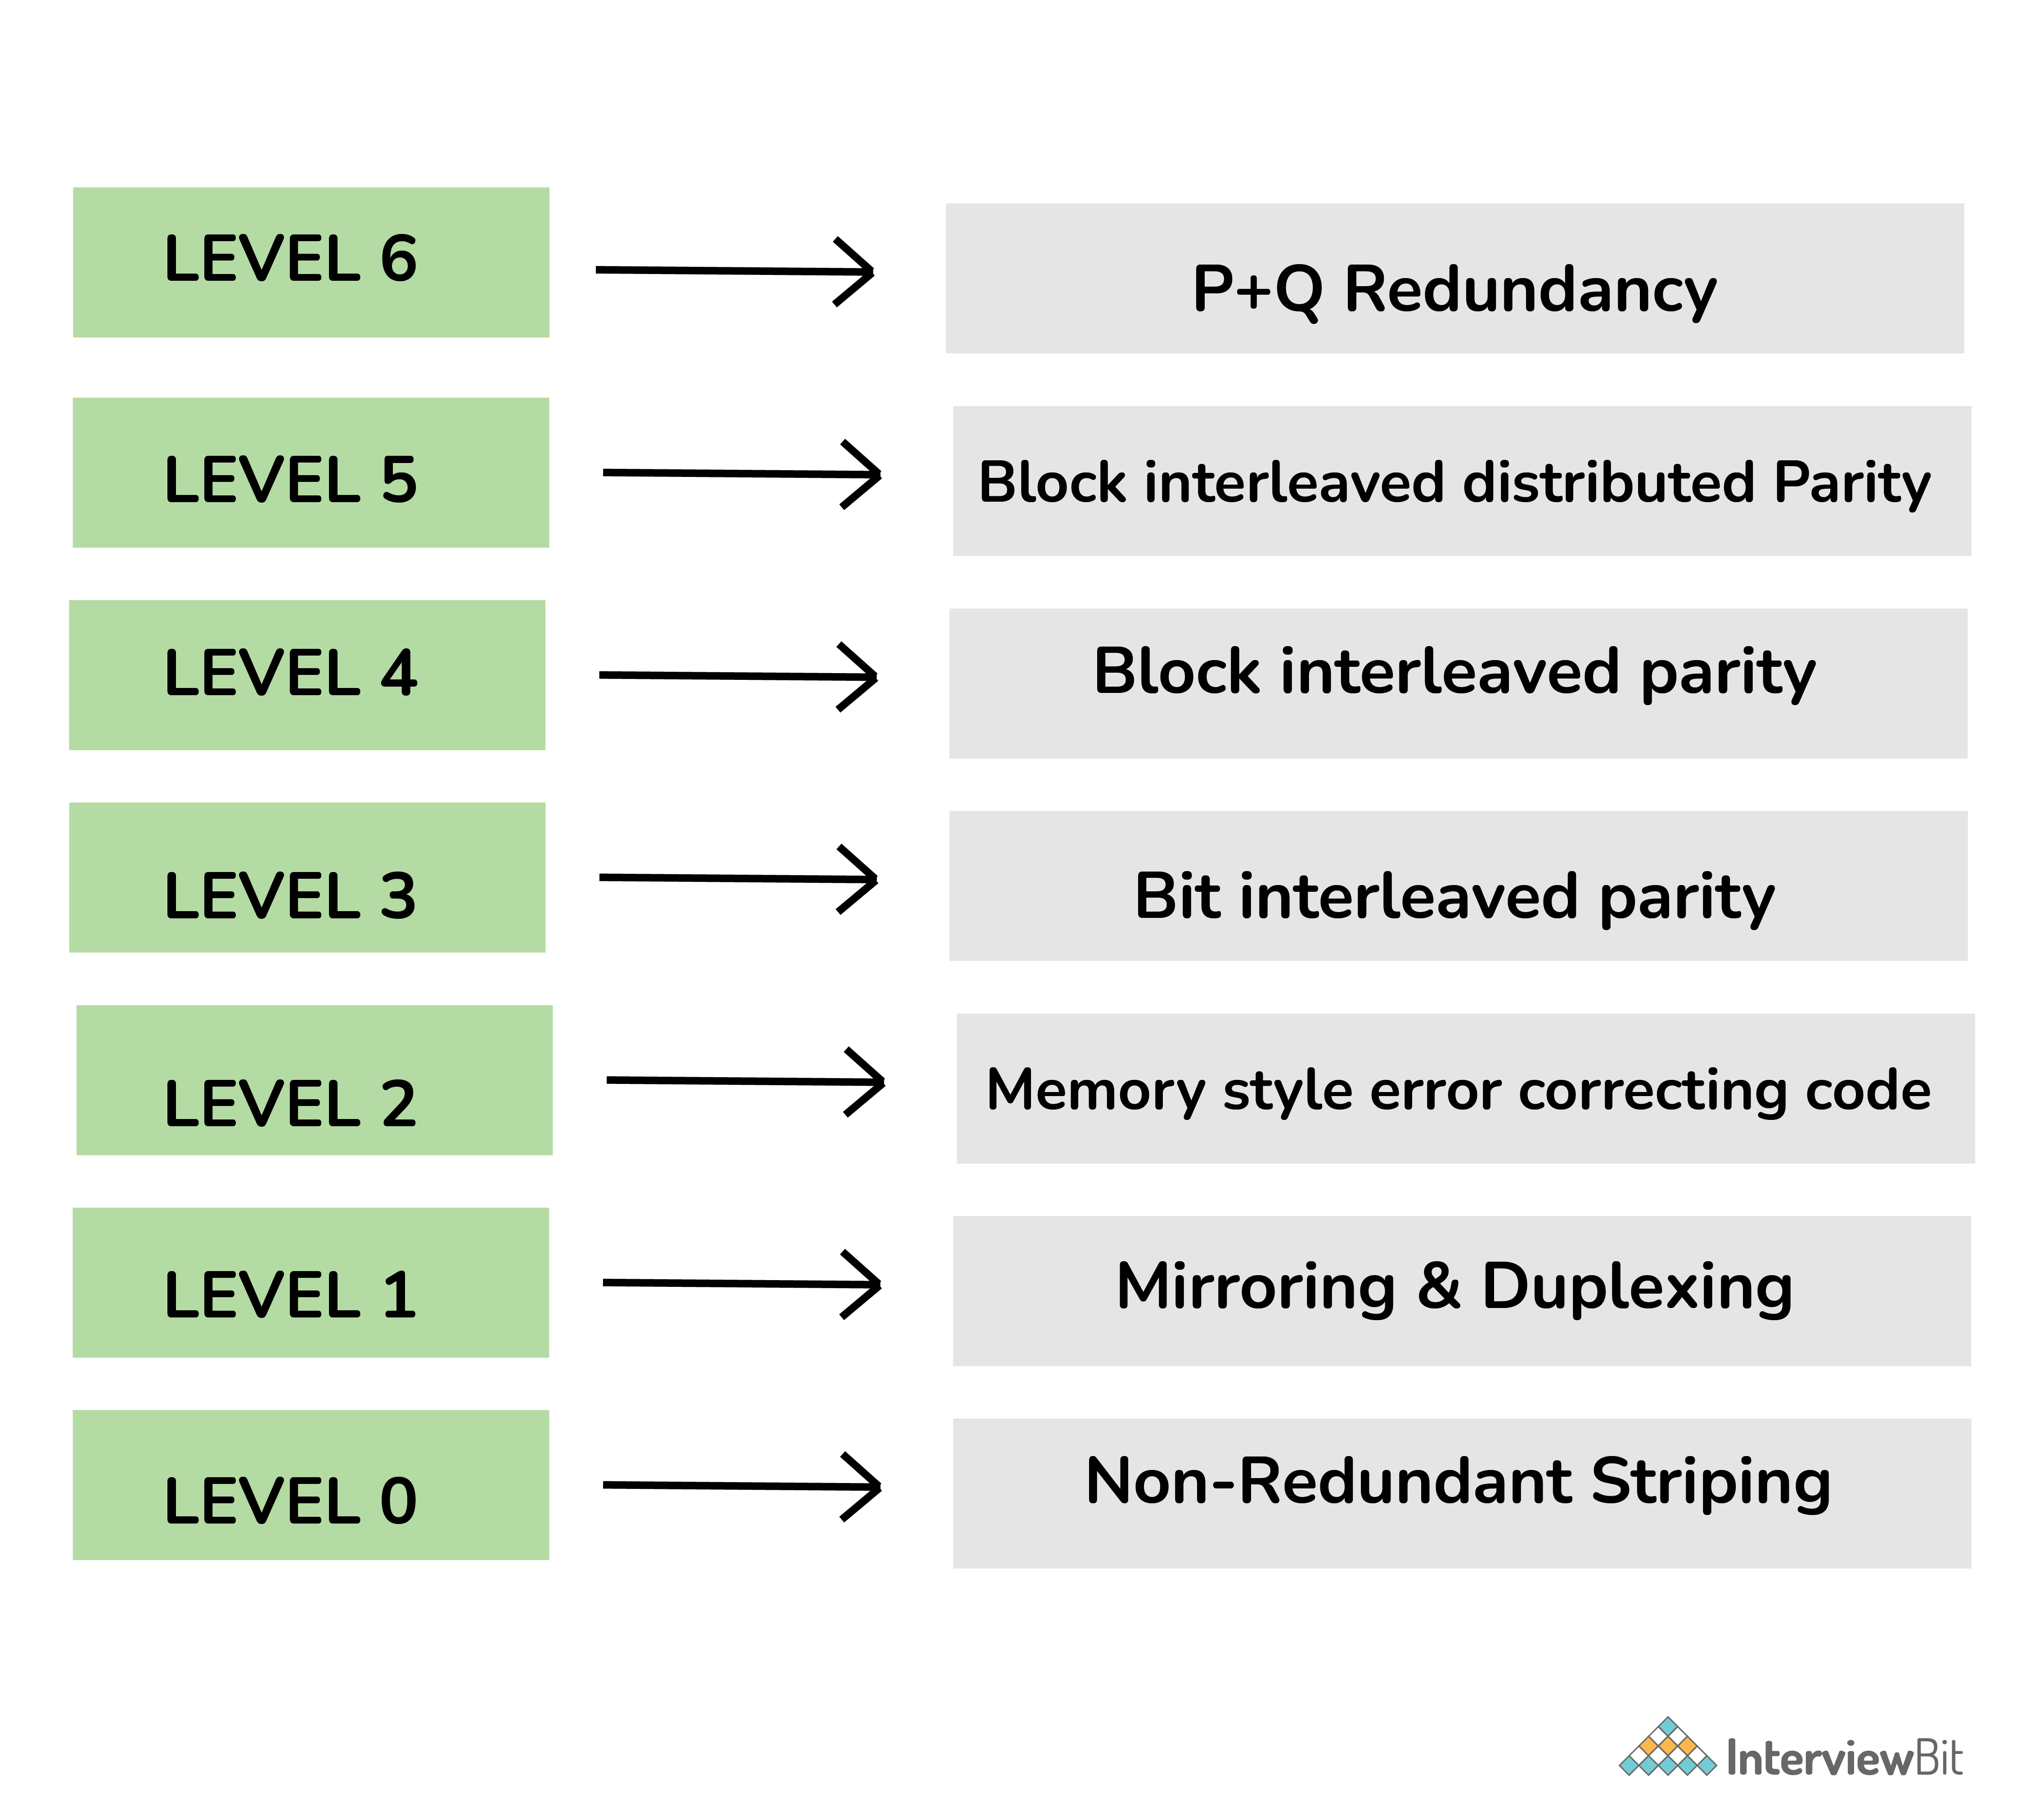 LEVEL 6
P+Q Redundancy
LEVEL 5
Block interleaved distributed Parity
LEVEL 4
Block interleaved parity
LEVEL 3
Bit interleaved parity
LEVEL 2
Memory style error correcting code
LEVEL 1
Mirroring & Duplexing
LEVEL 0
Non-Redundant Striping
InterviewBit